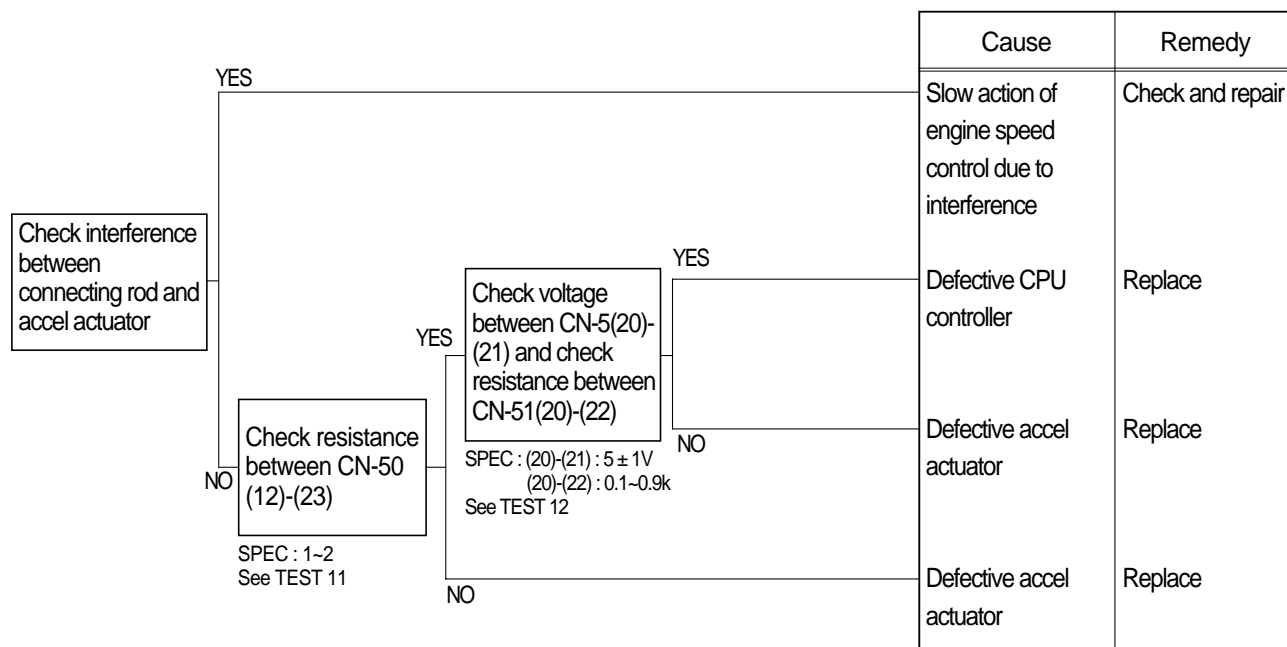 Cause
Remedy
YES
Slow action of
engine speed
control due to
interference
Check and repair
Check interference
between
connecting rod and
accel actuator
YES
Check voltage
between CN-5(20)-
(21) and check
resistance between
CN-51(20)-(22)
YES
Defective CPU
controller
Replace
NO
Defective accel
actuator
Replace
SPEC : (20)-(21) : 5 ± 1V
(20)-(22) : 0.1~0.9k
See TEST 12
NO
Check resistance
between CN-50
(12)-(23)
SPEC : 1~2
See TEST 11
NO
Defective accel
actuator
Replace